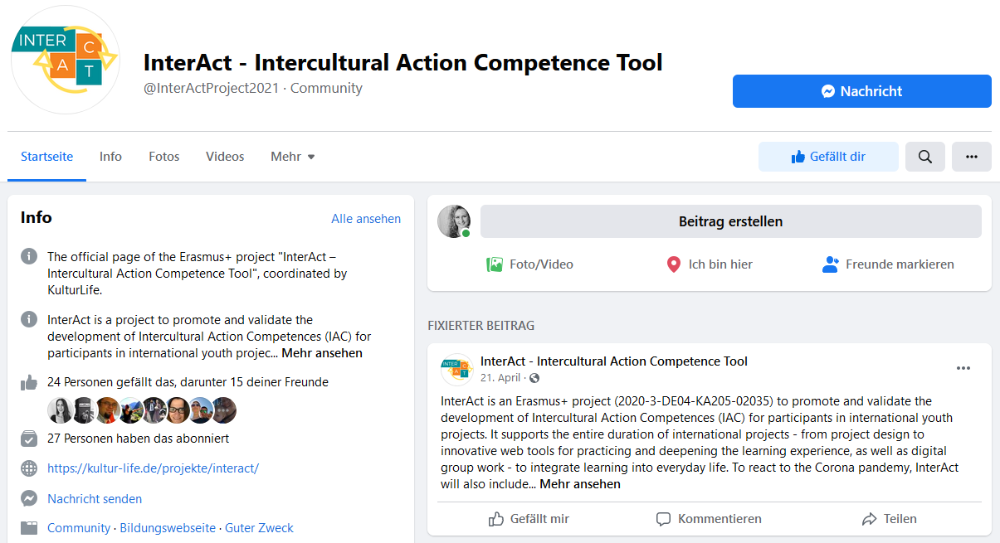 INTER
C
A
T
InterAct - Intercultural Action Competence Tool
@InterActProject2021 · Community
Nachricht
Startseite
Info
Fotos
Videos
Mehr
Gefällt dir
Info
Alle ansehen
The official page of the Erasmus+ project "InterAct –
Intercultural Action Competence Tool", coordinated by
KulturLife.
InterAct is a project to promote and validate the
development of Intercultural Action Competences (IAC) for
participants in international youth projec... Mehr ansehen
24 Personen gefällt das, darunter 15 deiner Freunde
27 Personen haben das abonniert
https://kultur-life.de/projekte/interact/
Nachricht senden
Community · Bildungswebseite · Guter Zweck
Beitrag erstellen
Foto/Video
Ich bin hier
Freunde markieren
FIXIERTER BEITRAG
INTER
C
A
T
InterAct - Intercultural Action Competence Tool
21. April ·
InterAct is an Erasmus+ project (2020-3-DE04-KA205-02035) to promote and validate the
development of Intercultural Action Competences (IAC) for participants in international youth
projects. It supports the entire duration of international projects - from project design to
innovative web tools for practicing and deepening the learning experience, as well as digital
group work - to integrate learning into everyday life. To react to the Corona pandemy, InterAct
will also include... Mehr ansehen
Gefällt mir
Kommentieren
Teilen